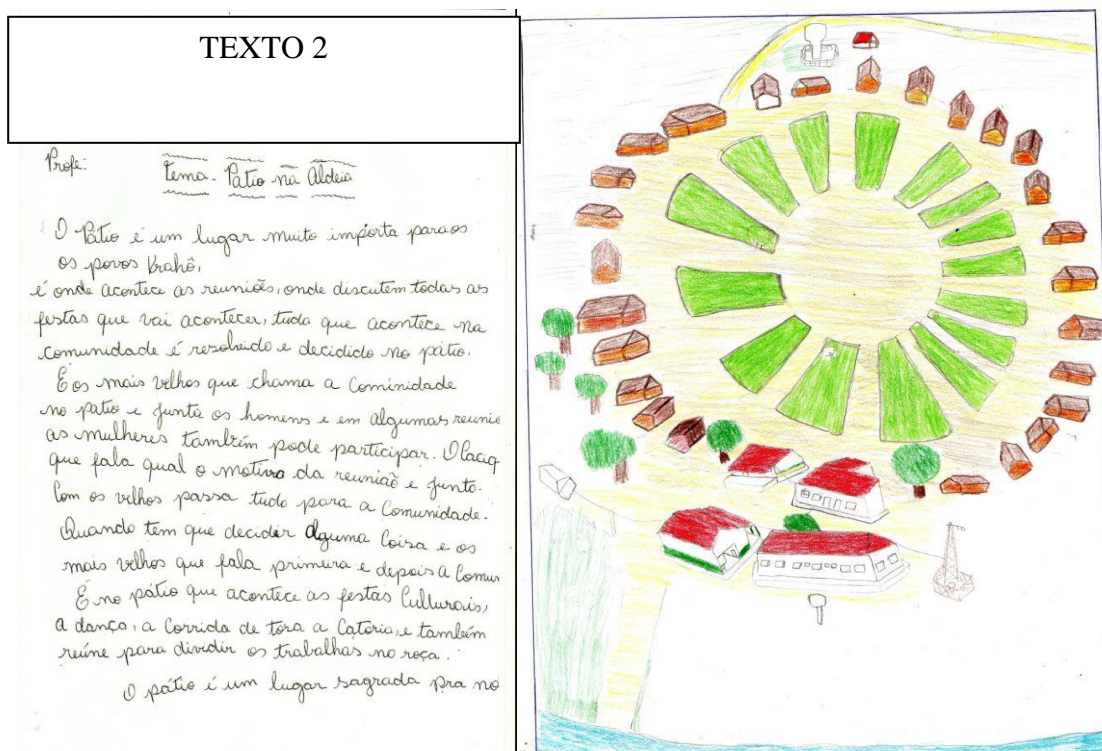 TEXTO 2
Profe:
Tema - Pátio na Aldeia
O Pátio é um lugar muito importa para os
os povos Krahô,
é onde acontece as reuniões, onde discutem todas as
festas que vai acontecer, tudo que acontece na
comunidade é resolvido e decidido no pátio.
É os mais velhos que chama a Cominidade
no patio e junta os homens e em algumas reunio
as mulheres também pode participar. O Caciq
que fala qual o motivo da reunião e junto.
Com os velhos passa tudo para a Comunidade.
Quando tem que decider alguma Coisa e os
mais velhos que fala primeira e depois a Comun
É no pátio que acontece as festas Culturais,
a dança, a Corrida de tora a Catoria, e também
reúne para dividir os trabalhas no roça.
O pátio é um lugar sagrada pra nó